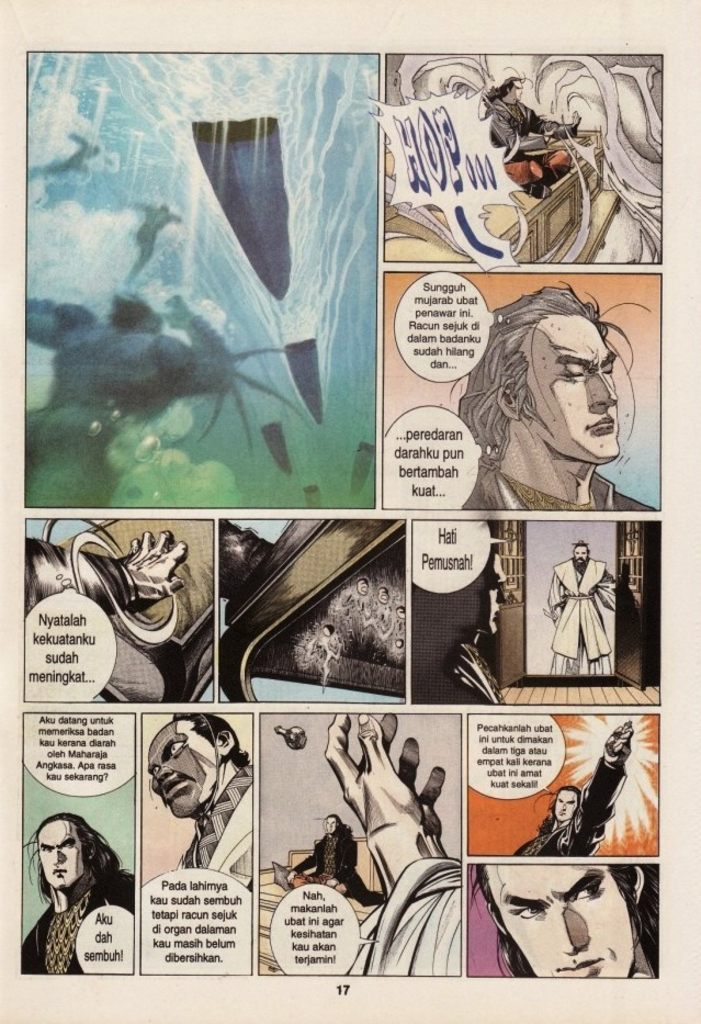 HOP...
Sungguh
mujarab ubat
penawar ini.
Racun sejuk di
dalam badanku
sudah hilang
dan...
...peredaran
darahku pun
bertambah
kuat...
Nyatalah
kekuatanku
sudah
meningkat...
Hati
Pemusnah!
Aku datang untuk
memeriksa kau
kau kerana diarah
oleh Maharaja
Angkasa. Apa rasa
kau sekarang?
Aku
dah
sembuh!
Pada lahirnya
kau sudah sembuh
tetapi racun sejuk
di organ dalaman
kau masih belum
dibersihkan.
Nah,
makanlah
ubat ini agar
kesihatan
kau akan
terjamin!
Pecahkanlah ubat
ini untuk dimakan
dalam tiga atau
empat kali kerana
ubat ini amat
kuat sekali!
17